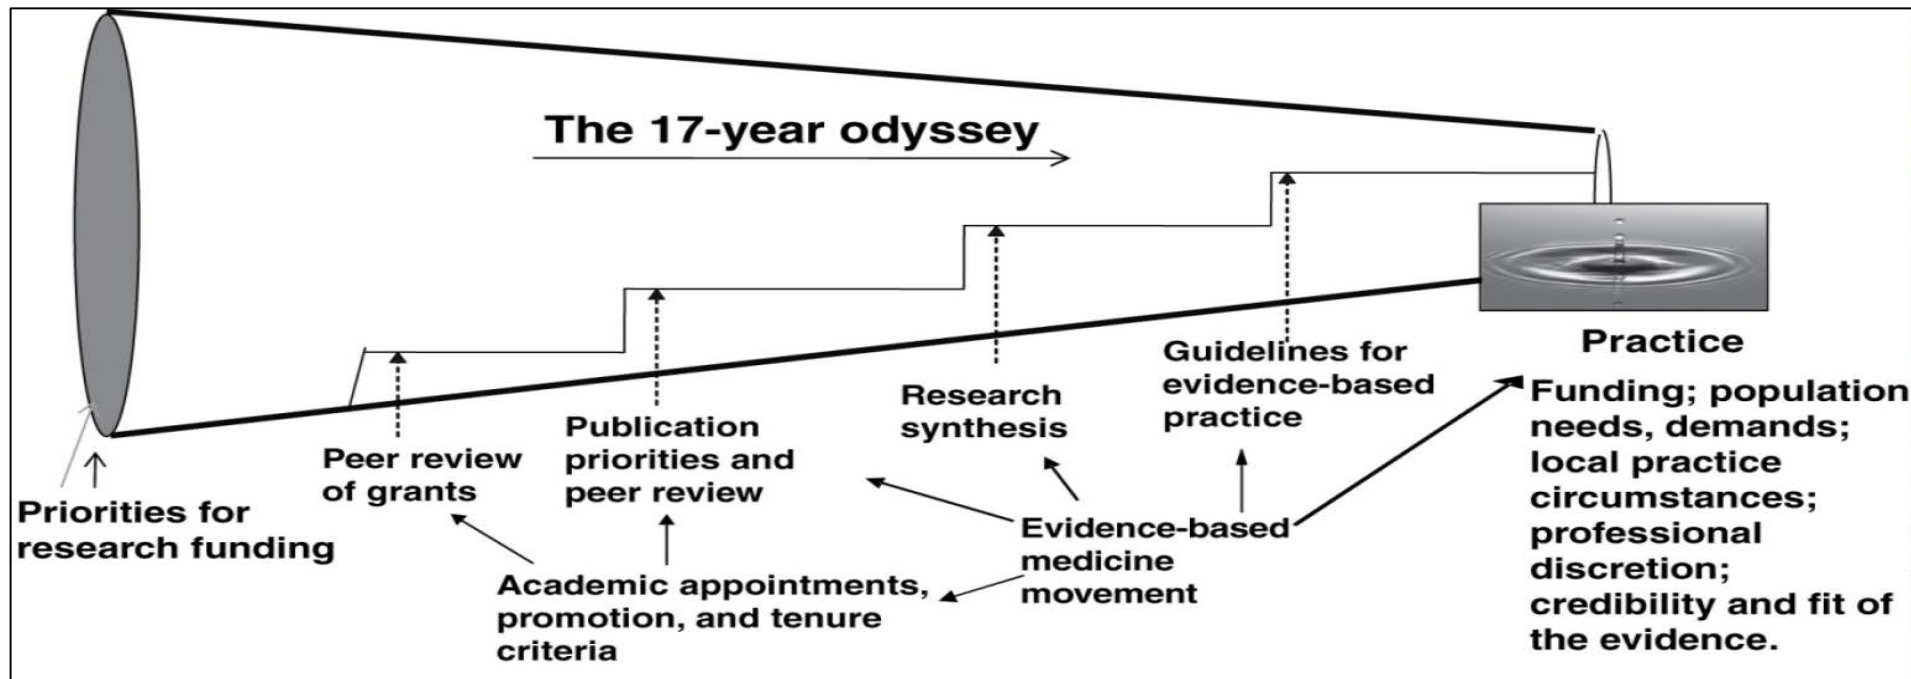 The 17-year odyssey
Priorities for
research funding
Peer review
of grants
Publication
priorities and
peer review
Research
synthesis
Guidelines for
evidence-based
practice
Academic appointments,
promotion, and tenure
criteria
Evidence-based
medicine
movement
Practice
Funding; population
needs, demands;
local practice
circumstances;
professional
discretion;
credibility and fit of
the evidence.